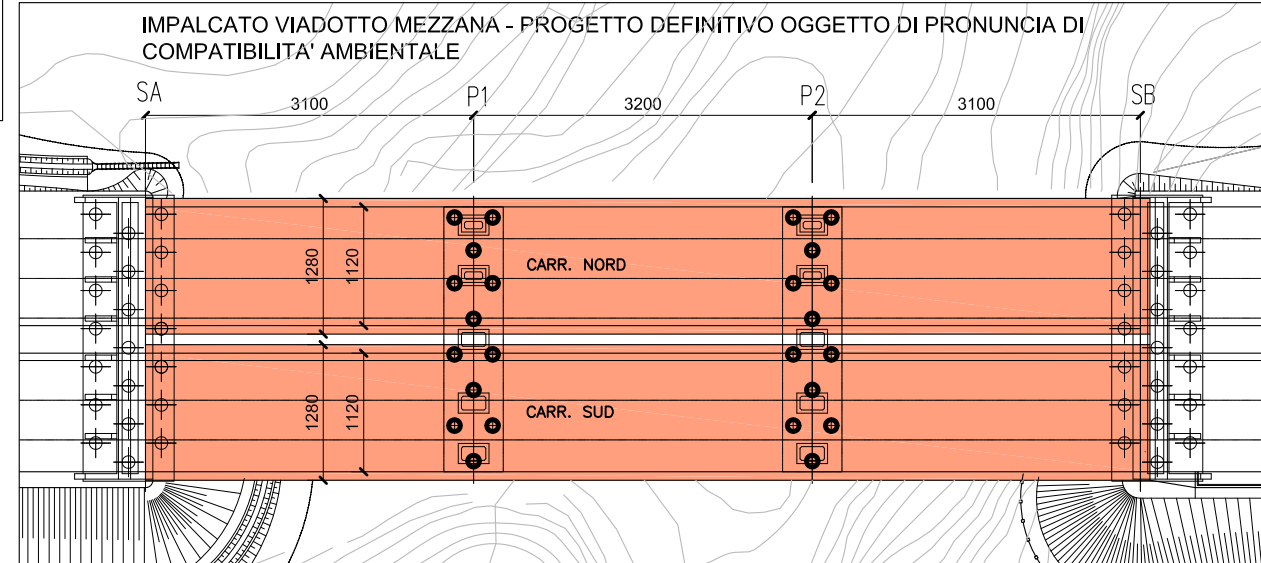 IMPALCATO VIADOTTO MEZZANA - PROGETTO DEFINITIVO OGGETTO DI PRONUNCIA DI
COMPATIBILITA' AMBIENTALE
SA
3100
P1
3200
P2
3100
SB
1280
1120
CARR. NORD
1280
1120
CARR. SUD